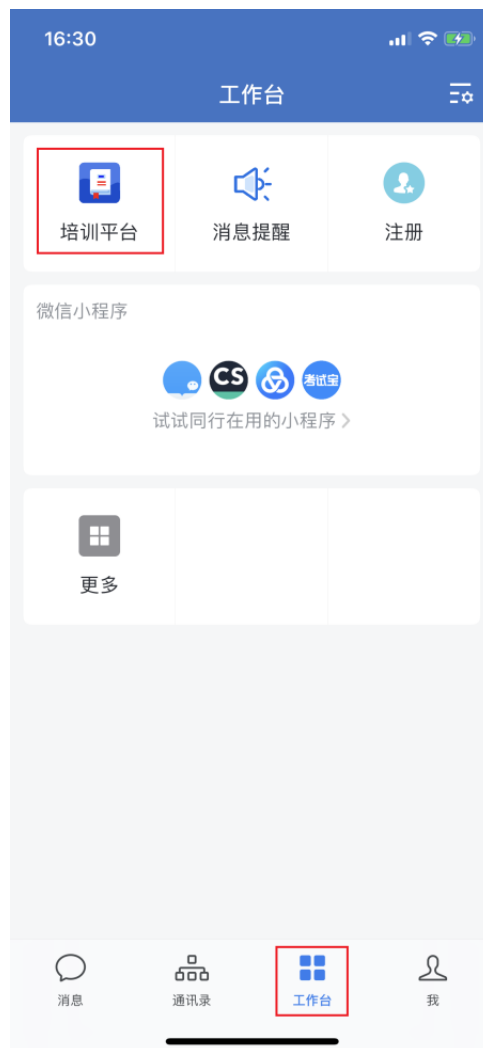 16:30
工作台
培训平台
消息提醒
注册
微信小程序
CS
考试宝
试试同行在用的小程序
更多
消息
通讯录
工作台
我